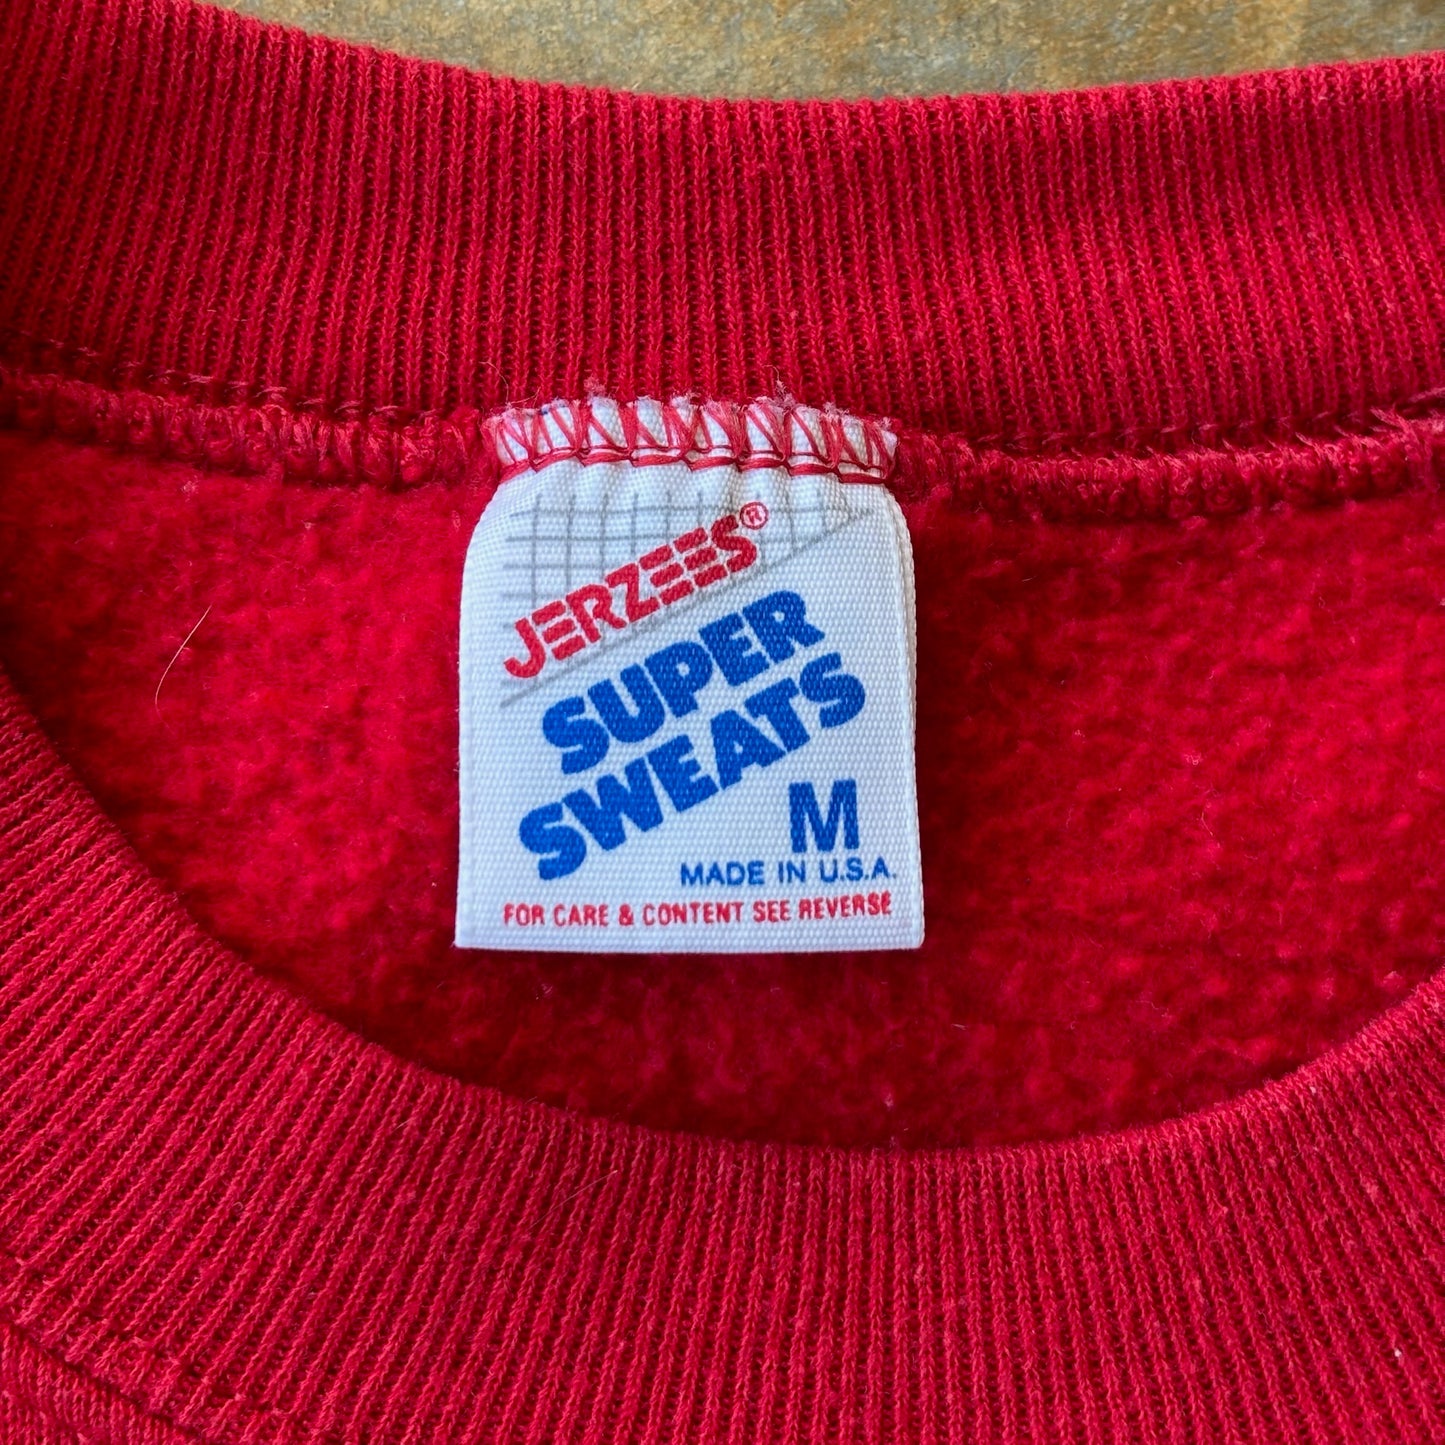 JERZEES®
SUPER
SWEATS
M
MADE IN U.S.A.
FOR CARE & CONTENT SEE REVERSE